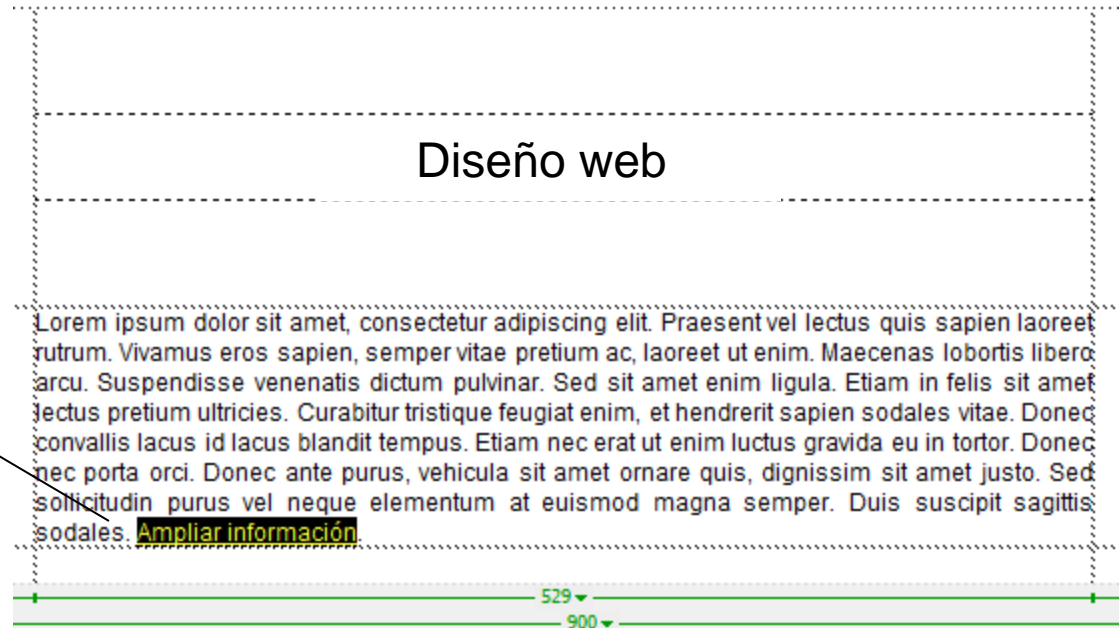 Diseño web
Lorem ipsum dolor sit amet, consectetur adipiscing elit. Praesent vel lectus quis sapien laoreet
rutrum. Vivamus eros sapien, semper vitae pretium ac, laoreet ut enim. Maecenas lobortis libero
arcu. Suspendisse venenatis dictum pulvinar. Sed sit amet enim ligula. Etiam in felis sit amet
lectus pretium ultricies. Curabitur tristique feugiat enim, et hendrerit sapien sodales vitae. Donec
convallis lacus id lacus blandit tempus. Etiam nec erat ut enim luctus gravida eu in tortor. Donec
nec porta orci. Donec ante purus, vehicula sit amet ornare quis, dignissim sit amet justo. Sed
sollicitudin purus vel neque elementum at euismod magna semper. Duis suscipit sagittis
sodales. Ampliar información.
529
900